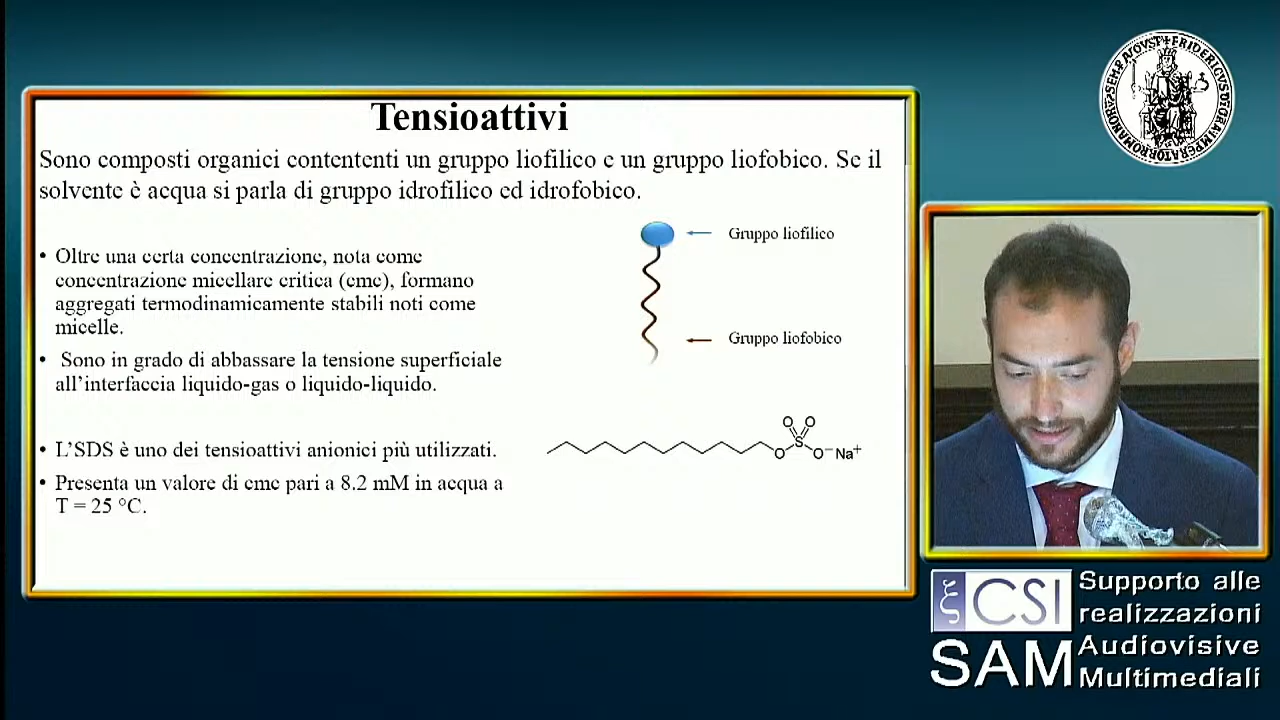 Tensioattivi
Sono composti organici contententi un gruppo liofilico e un gruppo liofobico. Se il
solvente è acqua si parla di gruppo idrofilico ed idrofobico.
• Oltre una certa concentrazione, nota come
concentrazione micellare critica (cmc), formano
aggregati termodinamicamente stabili noti come
micelle.
• Sono in grado di abbassare la tensione superficiale
all'interfaccia liquido-gas o liquido-liquido.
• L'SDS è uno dei tensioattivi anionici più utilizzati.
• Presenta un valore di cmc pari a 8.2 mM in acqua a
T = 25 °C.
Gruppo liofilico
Gruppo liofobico
O O
O S O⁻ Na⁺
ξ CSI
SAM
Supporto alle
realizzazioni
Audiovisive
Multimediali